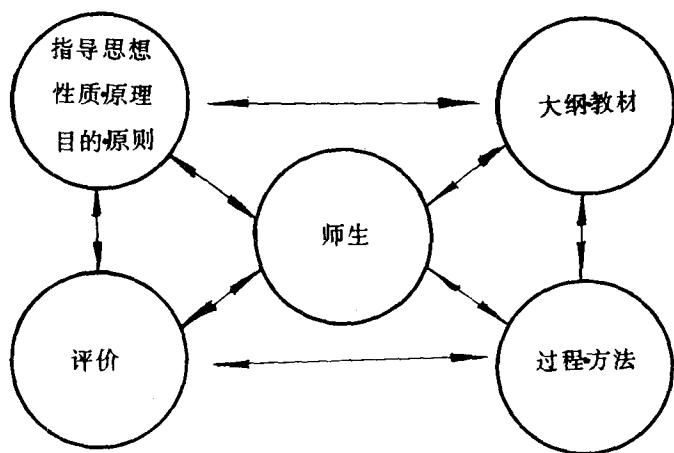 指导思想
性质·原理
目的·原则
大纲·教材
师生
评价
过程·方法